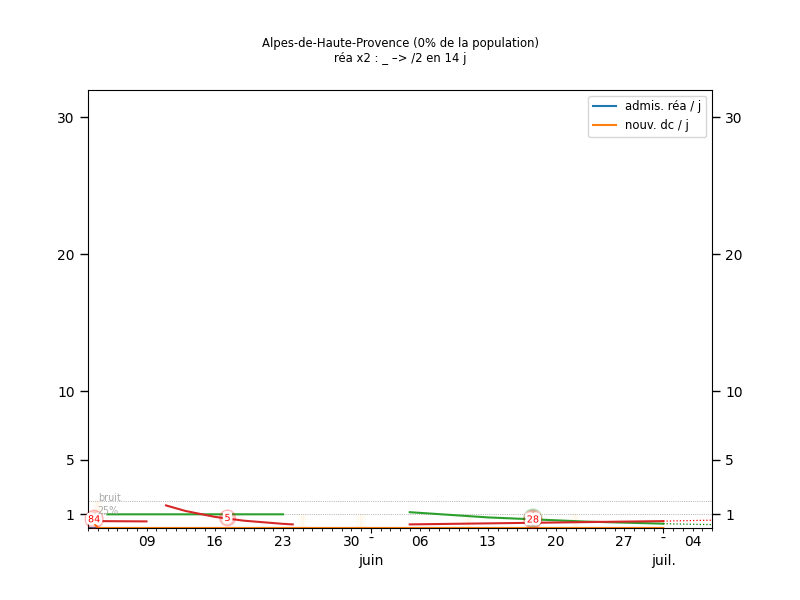 Alpes-de-Haute-Provence (0% de la population)
réa x2 : _ –> /2 en 14 j
admis. réa / j
nouv. dc / j
30 30
20 20
10 10
5 5
bruit
25%
1 84 5 28 1
09 16 23 30 - 06 13 20 27 - 04
juin juil.